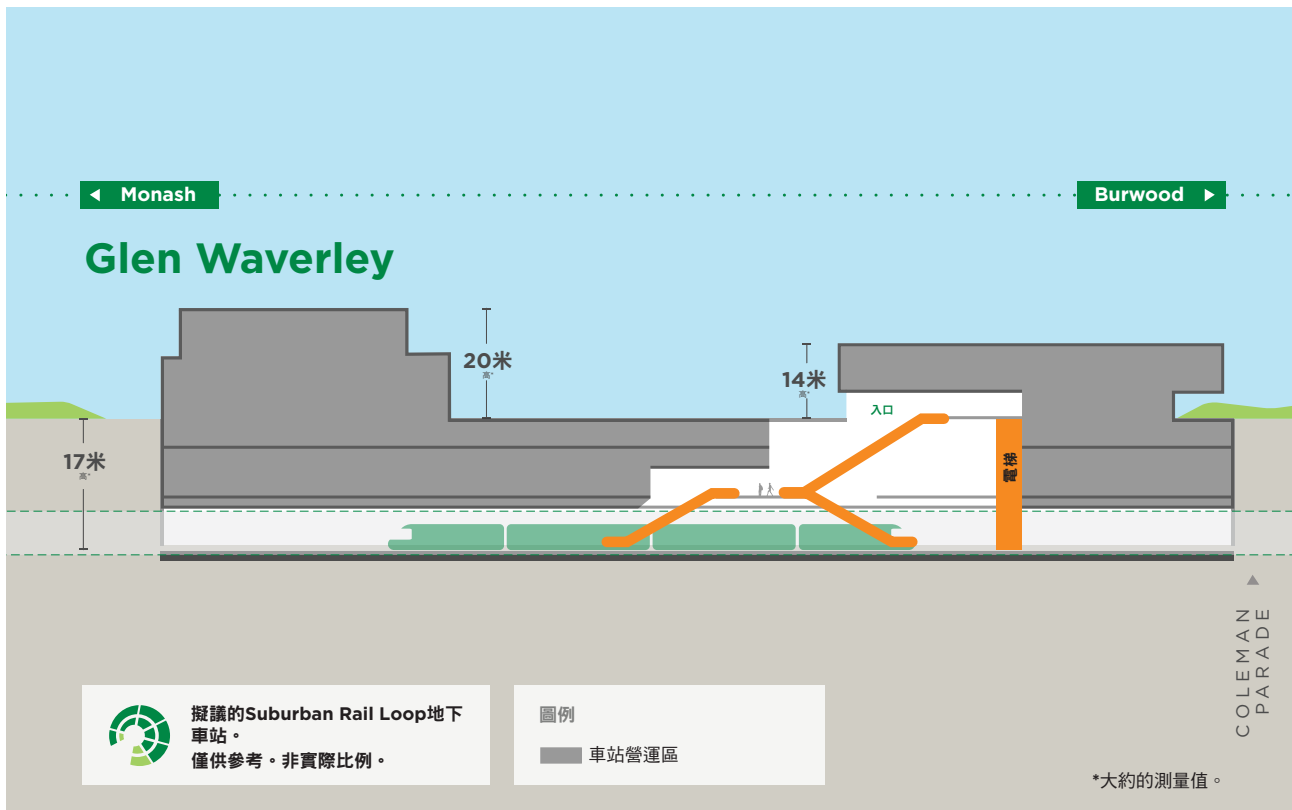 Monash
Burwood
Glen Waverley
20米
高*
14米
高*
入口
17米
高*
電梯
COLEMAN
PARADE
擬議的Suburban Rail Loop地下
車站。
僅供參考。非實際比例。
圖例
車站營運區
*大約的測量值。